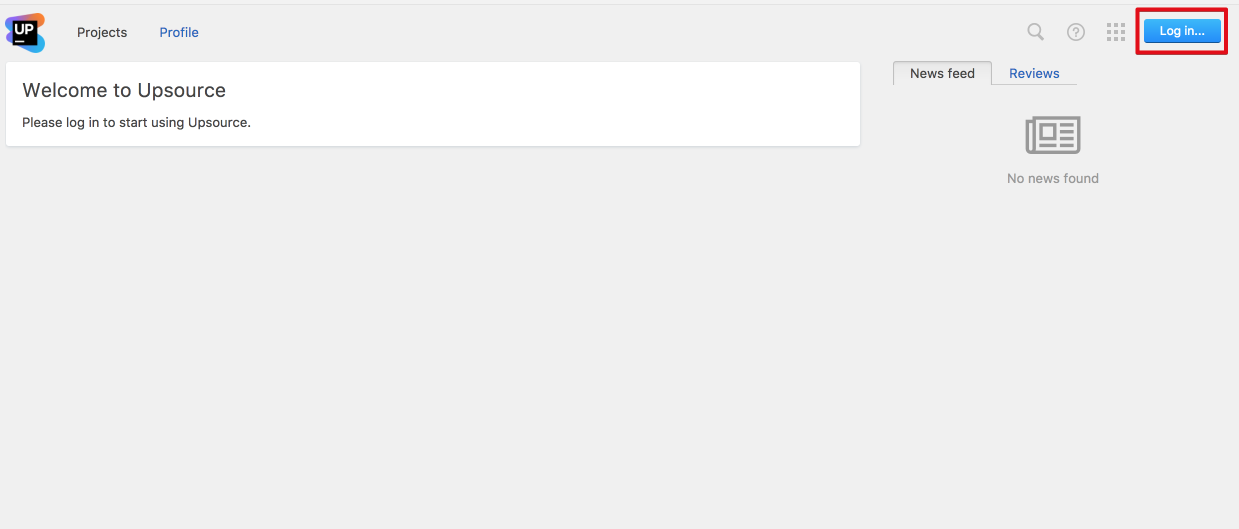 UP
Projects
Profile
Log in...
Welcome to Upsource
Please log in to start using Upsource.
News feed
Reviews
No news found